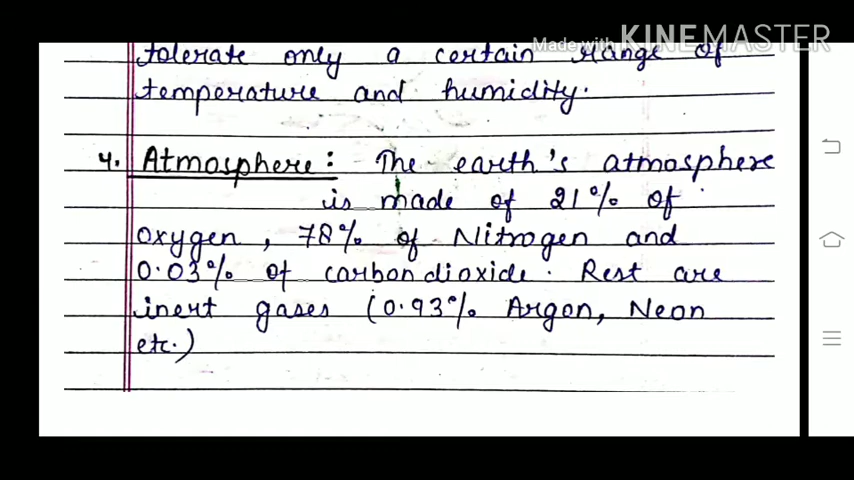 Made with KINEMASTER
tolerate only a certain range of
temperature and humidity.
4. Atmosphere: The earth's atmosphere
is made of 21% of
oxygen, 78% of Nitrogen and
0.03% of carbondioxide. Rest are
inert gases (0.93% Argon, Neon
etc.)